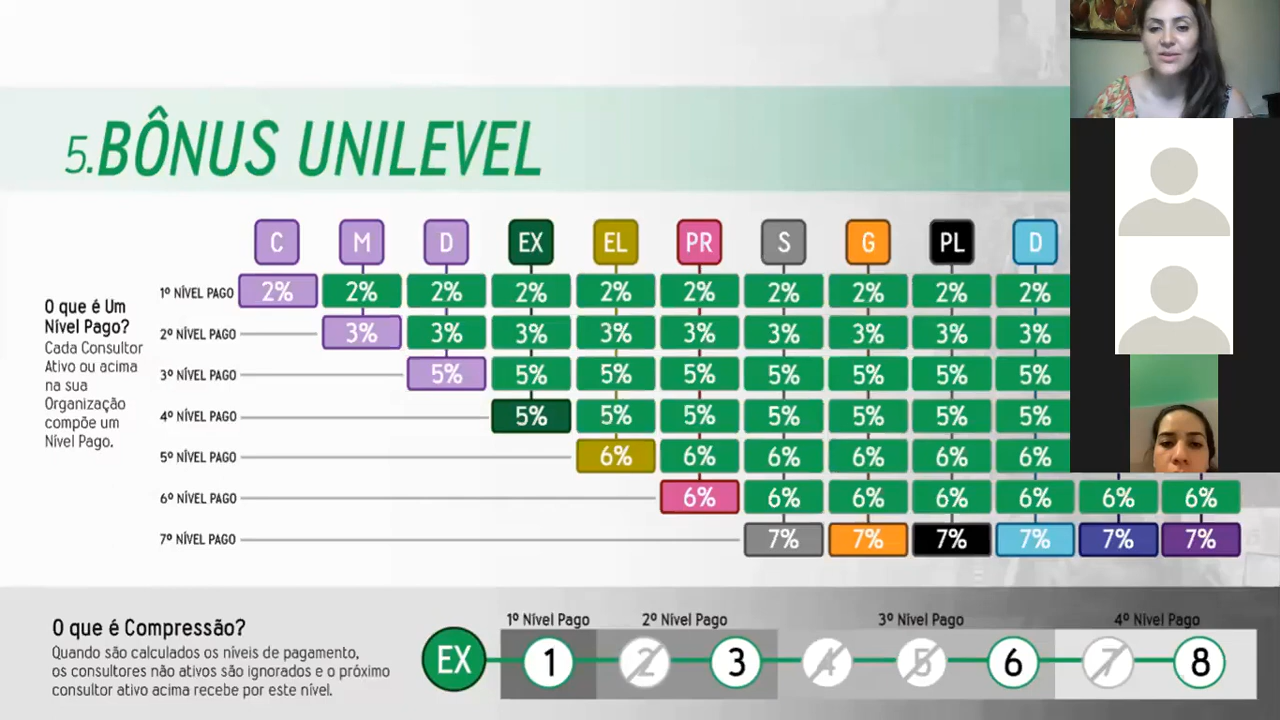 5. BÔNUS UNILEVEL
C M D EX EL PR S G PL D
O que é Um
Nível Pago?
Cada Consultor
Ativo ou acima
na sua
Organização
compõe um
Nível Pago.
1º NÍVEL PAGO 2% 2% 2% 2% 2% 2% 2% 2% 2% 2%
2º NÍVEL PAGO 3% 3% 3% 3% 3% 3% 3% 3% 3%
3º NÍVEL PAGO 5% 5% 5% 5% 5% 5% 5% 5%
4º NÍVEL PAGO 5% 5% 5% 5% 5% 5% 5%
5º NÍVEL PAGO 6% 6% 6% 6% 6% 6%
6º NÍVEL PAGO 6% 6% 6% 6% 6% 6% 6%
7º NÍVEL PAGO 7% 7% 7% 7% 7% 7%
O que é Compressão?
Quando são calculados os níveis de pagamento,
os consultores não ativos são ignorados e o próximo
consultor ativo acima recebe por este nível.
1º Nível Pago 2º Nível Pago 3º Nível Pago 4º Nível Pago
EX 1 2 3 4 5 6 7 8